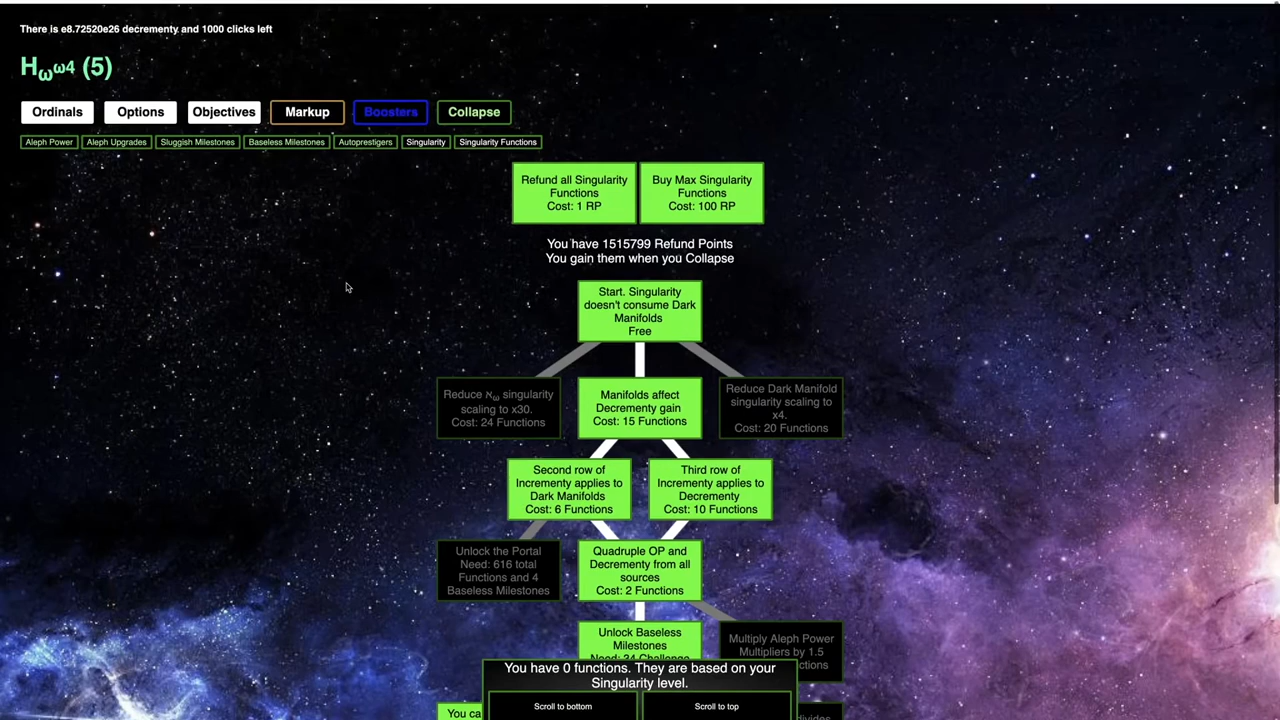 There is e8.72520e26 decrementy and 1000 clicks left
H_ω^ω4 (5)
Ordinals Options Objectives Markup Boosters Collapse
Aleph Power Aleph Upgrades Sluggish Milestones Baseless Milestones Autoprestigers Singularity Singularity Functions
Refund all Singularity
Functions
Cost: 1 RP
Buy Max Singularity
Functions
Cost: 100 RP
You have 1515799 Refund Points
You gain them when you Collapse
Start. Singularity
doesn't consume Dark
Manifolds
Free
Reduce ℵω singularity
scaling to x30.
Cost: 24 Functions
Manifolds affect
Decrementy gain
Cost: 15 Functions
Reduce Dark Manifold
singularity scaling to
x4.
Cost: 20 Functions
Second row of
Incrementy applies to
Dark Manifolds
Cost: 6 Functions
Third row of
Incrementy applies to
Decrementy
Cost: 10 Functions
Unlock the Portal
Need: 616 total
Functions and 4
Baseless Milestones
Quadruple OP and
Decrementy from all
sources
Cost: 2 Functions
Unlock Baseless
Milestones
Need: 34 Challenge
Multiply Aleph Power
Multipliers by 1.5
You have 0 functions. They are based on your
Singularity level.
Scroll to bottom Scroll to top
You ca